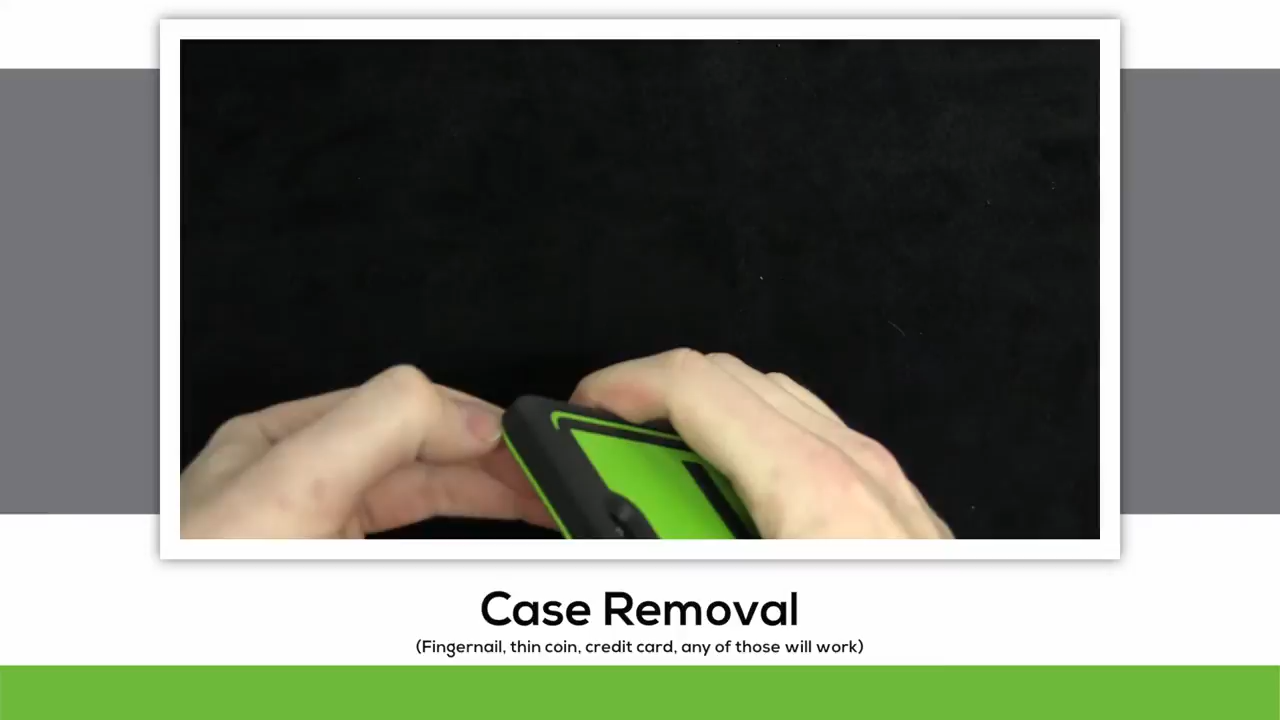 Case Removal
(Fingernail, thin coin, credit card, any of those will work)